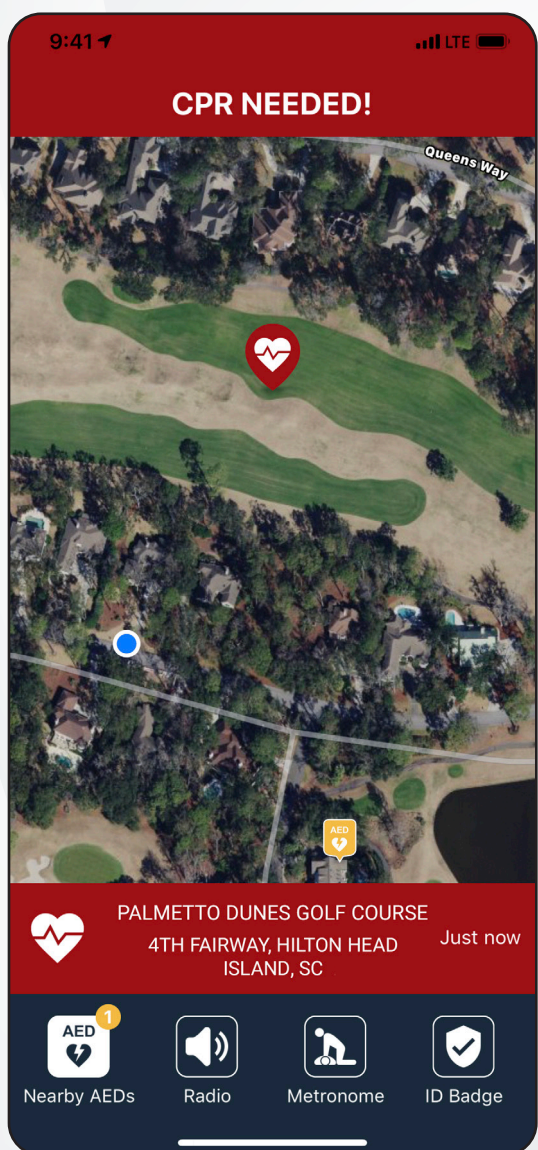 9:41
LTE
CPR NEEDED!
Queens Way
AED
PALMETTO DUNES GOLF COURSE
4TH FAIRWAY, HILTON HEAD
ISLAND, SC
Just now
AED
1
Nearby AEDs
Radio
Metronome
ID Badge